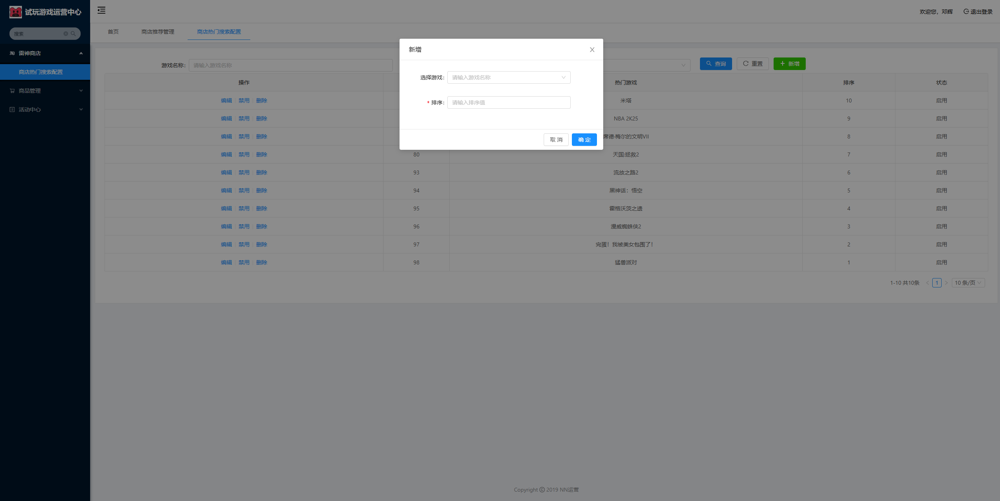 试玩游戏运营中心
欢迎您，邓辉 退出登录
搜索
首页 商店推荐管理 商店热门搜索配置
雷神商店
商店热门搜索配置
商品管理
活动中心
游戏名称： 请输入游戏名称 查询 重置 新增
新增
选择游戏： 请输入游戏名称
* 排序： 请输入排序值
取 消 确 定
操作 热门游戏 排序 状态
编辑 禁用 删除 米塔 10 启用
编辑 禁用 删除 NBA 2K25 9 启用
编辑 禁用 删除 席德·梅尔的文明VII 8 启用
编辑 禁用 删除 80 天国:拯救2 7 启用
编辑 禁用 删除 93 流放之路2 6 启用
编辑 禁用 删除 94 黑神话：悟空 5 启用
编辑 禁用 删除 95 霍格沃茨之遗 4 启用
编辑 禁用 删除 96 漫威蜘蛛侠2 3 启用
编辑 禁用 删除 97 完蛋！我被美女包围了！ 2 启用
编辑 禁用 删除 98 猛兽派对 1 启用
1-10 共10条 < 1 > 10 条/页
Copyright © 2019 NN运营